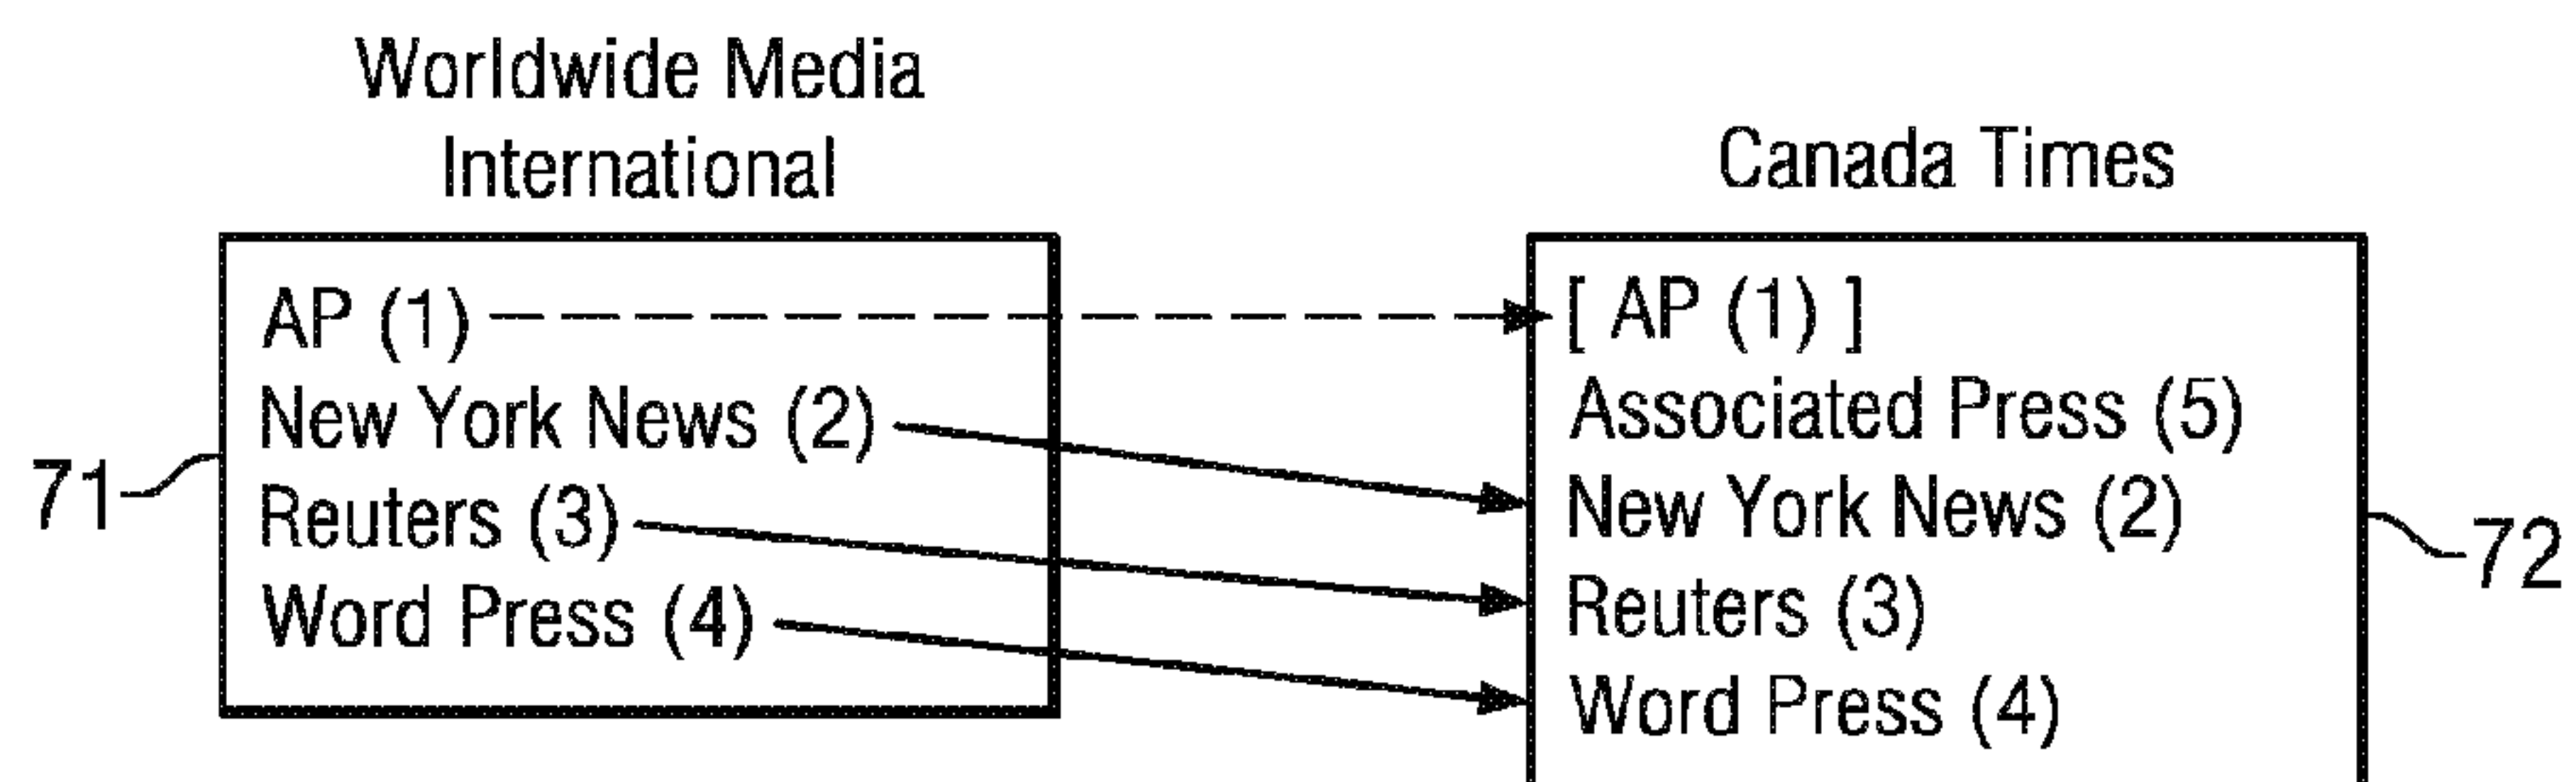 Worldwide Media
International
AP (1)
New York News (2)
Reuters (3)
Word Press (4)
71
Canada Times
[ AP (1) ]
Associated Press (5)
New York News (2)
Reuters (3)
Word Press (4)
72